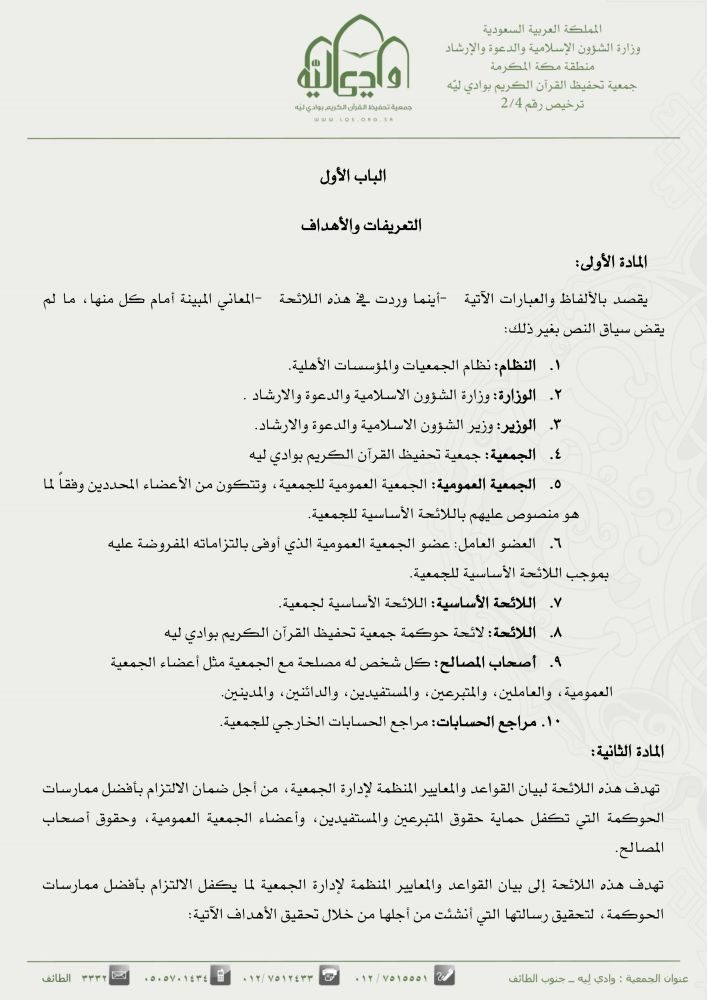 المملكة العربية السعودية
وزارة الشؤون الإسلامية والدعوة والإرشاد
منطقة مكة المكرمة
جمعية تحفيظ القرآن الكريم بوادي ليّه
ترخيص رقم 2/4
وادي ليّه
جمعية تحفيظ القرآن الكريم بوادي ليّه
www.lqs.org.sa
الباب الأول
التعريفات والأهداف
المادة الأولى:
يقصد بالألفاظ والعبارات الآتية -أينما وردت في هذه اللائحة -المعاني المبينة أمام كل منها، ما لم
يقض سياق النص بغير ذلك:
١. النظام: نظام الجمعيات والمؤسسات الأهلية.
٢. الوزارة: وزارة الشؤون الاسلامية والدعوة والارشاد .
٣. الوزير: وزير الشؤون الاسلامية والدعوة والارشاد.
٤. الجمعية: جمعية تحفيظ القرآن الكريم بوادي ليه
٥. الجمعية العمومية: الجمعية العمومية للجمعية، وتتكون من الأعضاء المحددين وفقاً لما
هو منصوص عليهم باللائحة الأساسية للجمعية.
٦. العضو العامل: عضو الجمعية العمومية الذي أوفى بالتزاماته المفروضة عليه
بموجب اللائحة الأساسية للجمعية.
٧. اللائحة الأساسية: اللائحة الأساسية لجمعية.
٨. اللائحة: لائحة حوكمة جمعية تحفيظ القرآن الكريم بوادي ليه
٩. أصحاب المصالح: كل شخص له مصلحة مع الجمعية مثل أعضاء الجمعية
العمومية، والعاملين، والمتبرعين، والمستفيدين، والدائنين، والمدينين.
١٠. مراجع الحسابات: مراجع الحسابات الخارجي للجمعية.
المادة الثانية:
تهدف هذه اللائحة لبيان القواعد والمعايير المنظمة لإدارة الجمعية، من أجل ضمان الالتزام بأفضل ممارسات
الحوكمة التي تكفل حماية حقوق المتبرعين والمستفيدين، وأعضاء الجمعية العمومية، وحقوق أصحاب
المصالح.
تهدف هذه اللائحة إلى بيان القواعد والمعايير المنظمة لإدارة الجمعية لما يكفل الالتزام بأفضل ممارسات
الحوكمة، لتحقيق رسالتها التي أنشئت من أجلها من خلال تحقيق الأهداف الآتية:
عنوان الجمعية : وادي ليه ــ جنوب الطائف ٠١٢/ ٧٥١٥٥٥١ ٠١٢/ ٧٥١٢٤٣٣ ٠٥٠٥٧٠١٤٣٤ ٣٣٣٢ الطائف